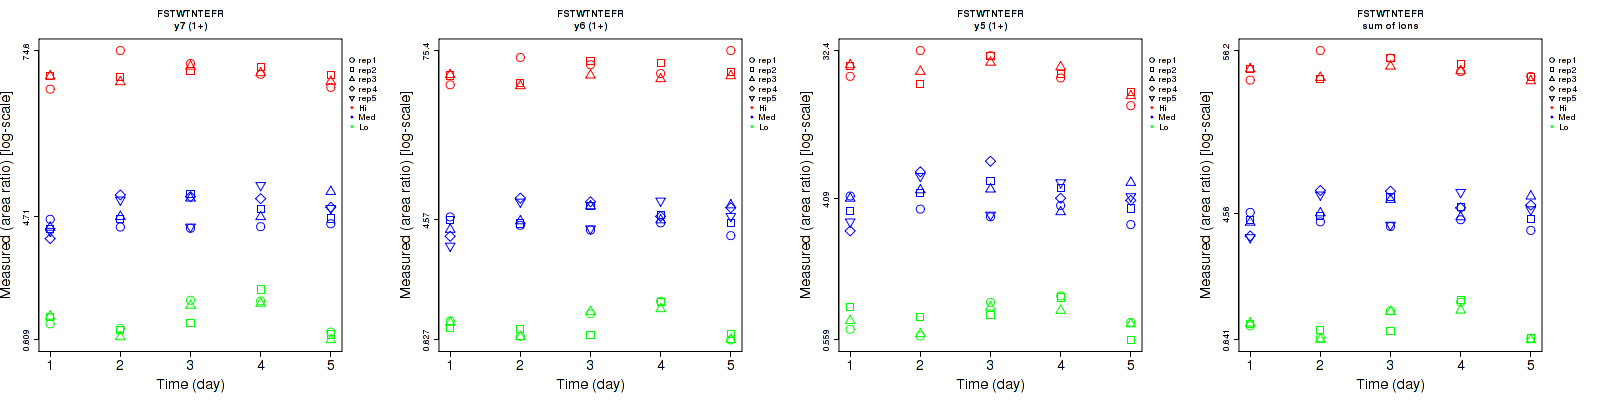 FSTWTNTEFR
y7 (1+)
Measured (area ratio) [log-scale]
74.6
4.71
0.609
1 2 3 4 5
Time (day)
rep1
rep2
rep3
rep4
rep5
Hi
Med
Lo
FSTWTNTEFR
y6 (1+)
Measured (area ratio) [log-scale]
75.4
4.57
0.627
1 2 3 4 5
Time (day)
rep1
rep2
rep3
rep4
rep5
Hi
Med
Lo
FSTWTNTEFR
y5 (1+)
Measured (area ratio) [log-scale]
32.4
4.09
0.559
1 2 3 4 5
Time (day)
rep1
rep2
rep3
rep4
rep5
Hi
Med
Lo
FSTWTNTEFR
sum of ions
Measured (area ratio) [log-scale]
56.2
4.56
0.641
1 2 3 4 5
Time (day)
rep1
rep2
rep3
rep4
rep5
Hi
Med
Lo